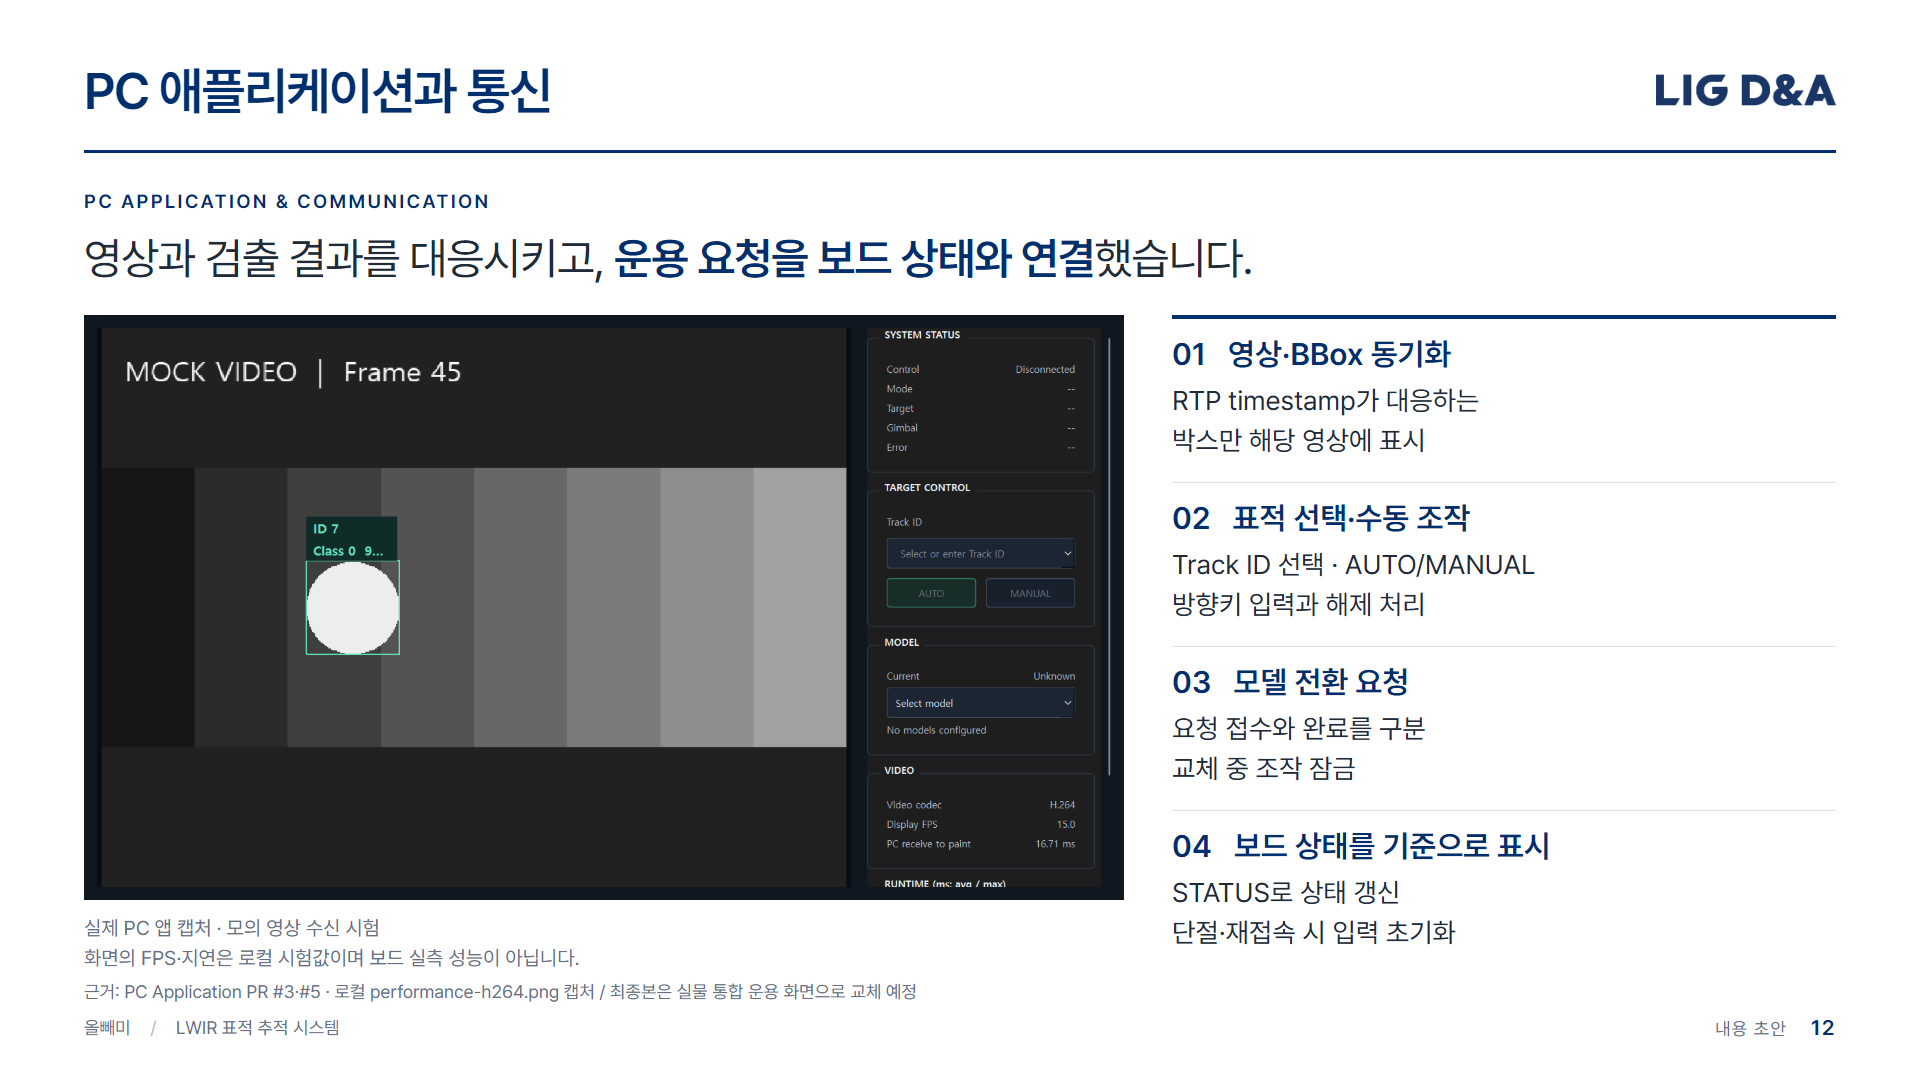 PC 애플리케이션과 통신
LIG D&A
PC APPLICATION & COMMUNICATION
영상과 검출 결과를 대응시키고, 운용 요청을 보드 상태와 연결했습니다.
MOCK VIDEO | Frame 45
ID 7
Class 0 9...
SYSTEM STATUS
Control Disconnected
Mode --
Target --
Gimbal --
Error --
TARGET CONTROL
Track ID
Select or enter Track ID
AUTO MANUAL
MODEL
Current Unknown
Select model
No models configured
VIDEO
Video codec H.264
Display FPS 15.0
PC receive to paint 16.71 ms
RUNTIME (ms: avg / max)
01 영상·BBox 동기화
RTP timestamp가 대응하는
박스만 해당 영상에 표시
02 표적 선택·수동 조작
Track ID 선택 · AUTO/MANUAL
방향키 입력과 해제 처리
03 모델 전환 요청
요청 접수와 완료를 구분
교체 중 조작 잠금
04 보드 상태를 기준으로 표시
STATUS로 상태 갱신
단절·재접속 시 입력 초기화
실제 PC 앱 캡처 · 모의 영상 수신 시험
화면의 FPS·지연은 로컬 시험값이며 보드 실측 성능이 아닙니다.
근거: PC Application PR #3·#5 · 로컬 performance-h264.png 캡처 / 최종본은 실물 통합 운용 화면으로 교체 예정
올빼미 / LWIR 표적 추적 시스템
내용 초안 12